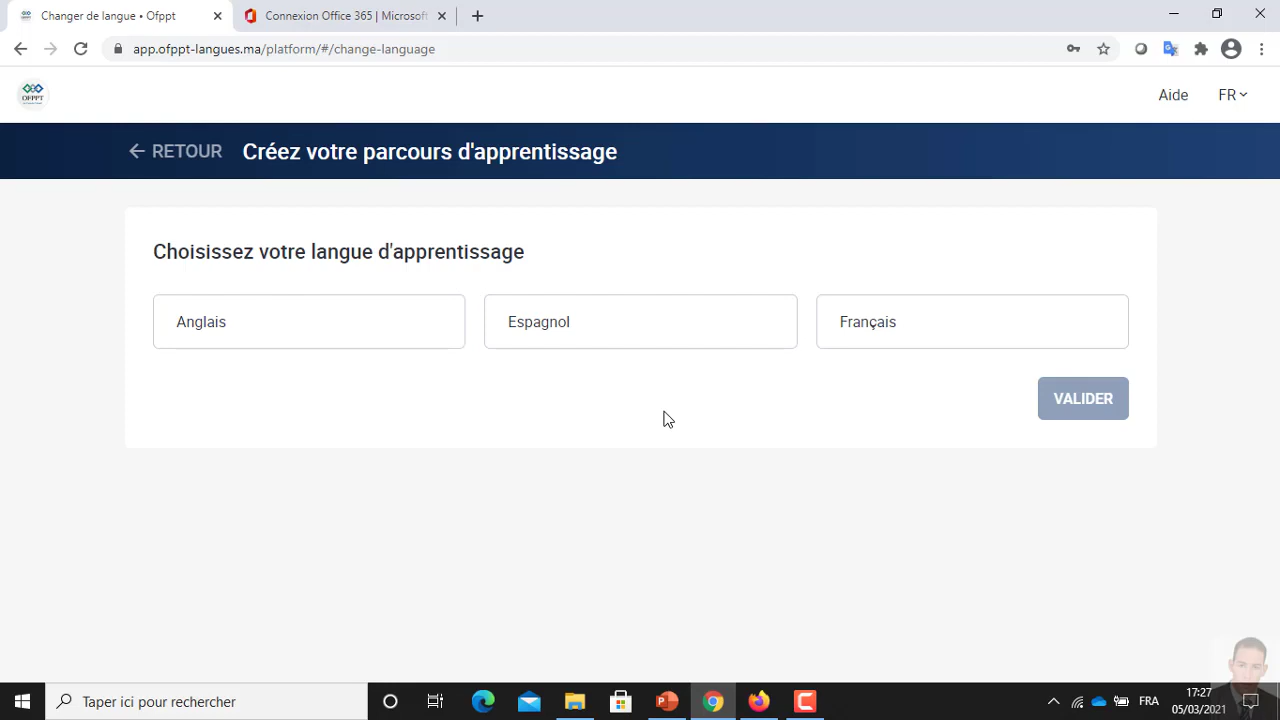 Changer de langue • Ofppt
Connexion Office 365 | Microsoft
app.ofppt-langues.ma/platform/#/change-language
OFPPT
Aide
FR
← RETOUR
Créez votre parcours d'apprentissage
Choisissez votre langue d'apprentissage
Anglais
Espagnol
Français
VALIDER
Taper ici pour rechercher
FRA
17:27
05/03/2021